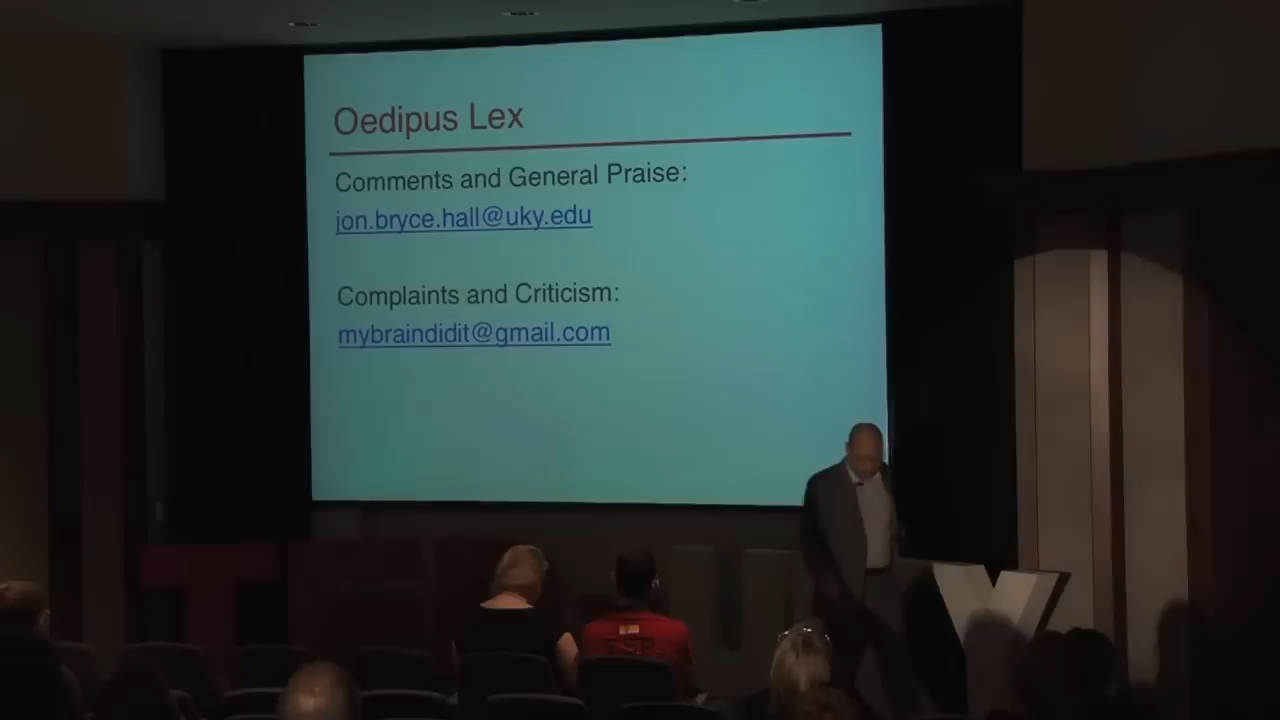 Oedipus Lex
Comments and General Praise:
jon.bryce.hall@uky.edu
Complaints and Criticism:
mybraindidit@gmail.com
T
U
Y